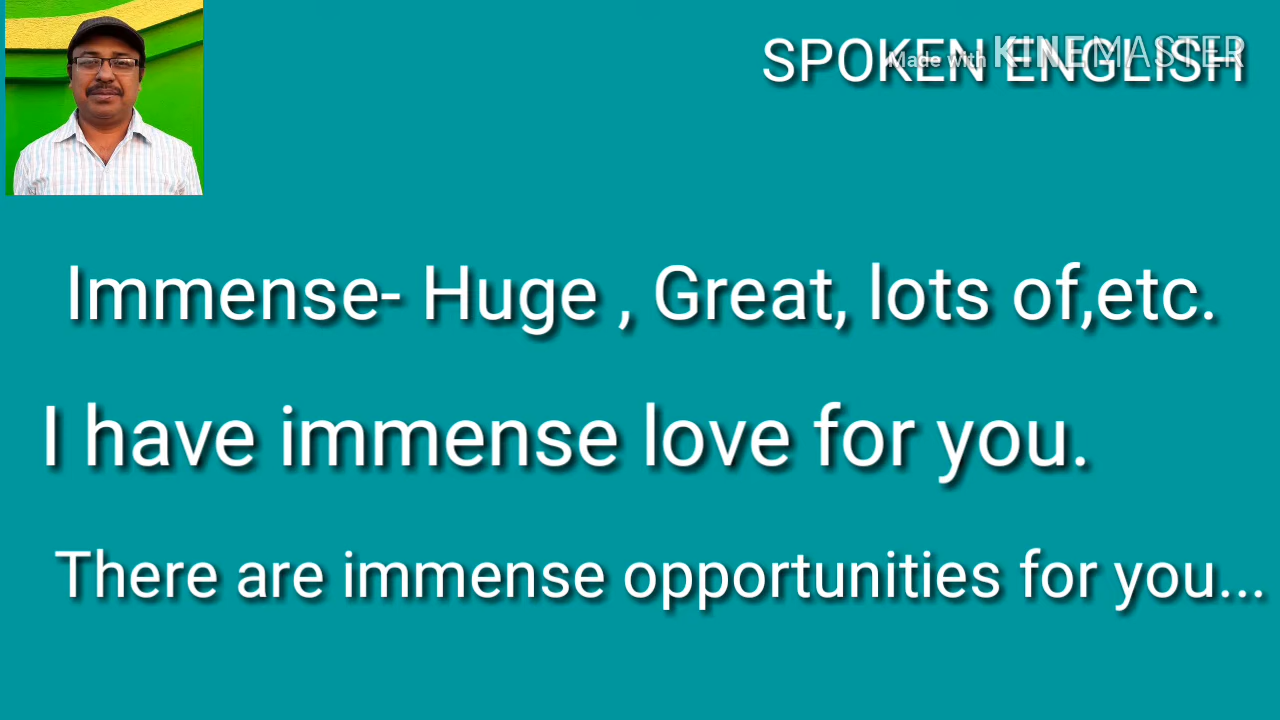 SPOKEN ENGLISH
Made with KINEMASTER
Immense- Huge , Great, lots of,etc.
I have immense love for you.
There are immense opportunities for you...